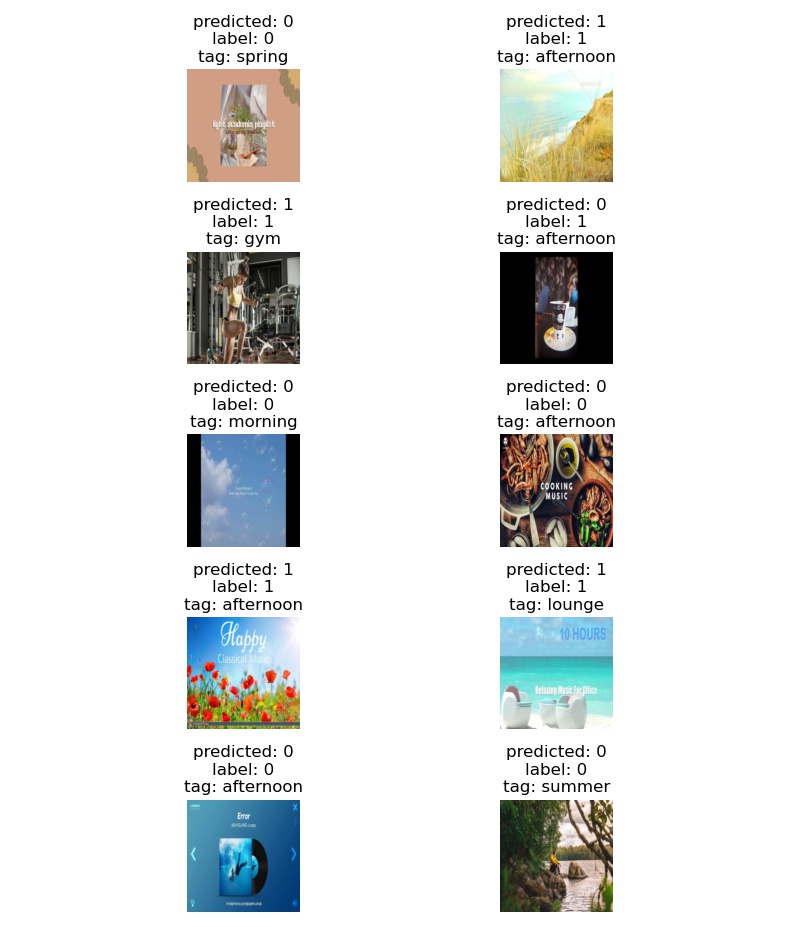 predicted: 0
label: 0
tag: spring
light academia playlist
predicted: 1
label: 1
tag: afternoon
predicted: 1
label: 1
tag: gym
predicted: 0
label: 1
tag: afternoon
predicted: 0
label: 0
tag: morning
predicted: 0
label: 0
tag: afternoon
COOKING
MUSIC
predicted: 1
label: 1
tag: afternoon
Happy
Classical Music
predicted: 1
label: 1
tag: lounge
10 HOURS
Relaxing Music For Office
predicted: 0
label: 0
tag: afternoon
Error
predicted: 0
label: 0
tag: summer